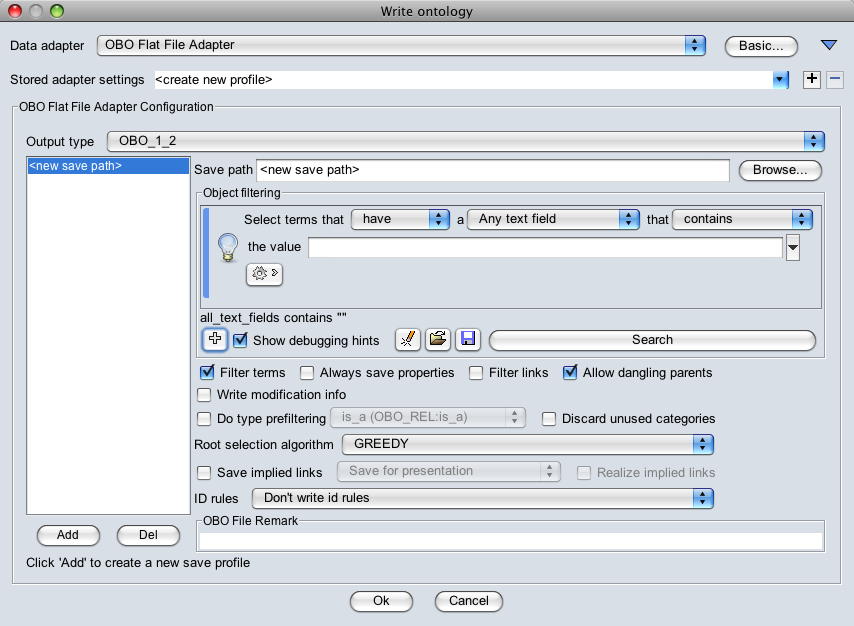 Write ontology
Data adapter OBO Flat File Adapter Basic...
Stored adapter settings <create new profile>
OBO Flat File Adapter Configuration
Output type OBO_1_2
<new save path>
Save path <new save path> Browse...
Object filtering
Select terms that have a Any text field that contains
the value
all_text_fields contains ""
Show debugging hints Search
Filter terms Always save properties Filter links Allow dangling parents
Write modification info
Do type prefiltering is_a (OBO_REL:is_a) Discard unused categories
Root selection algorithm GREEDY
Save implied links Save for presentation Realize implied links
ID rules Don't write id rules
OBO File Remark
Add Del
Click 'Add' to create a new save profile
Ok Cancel